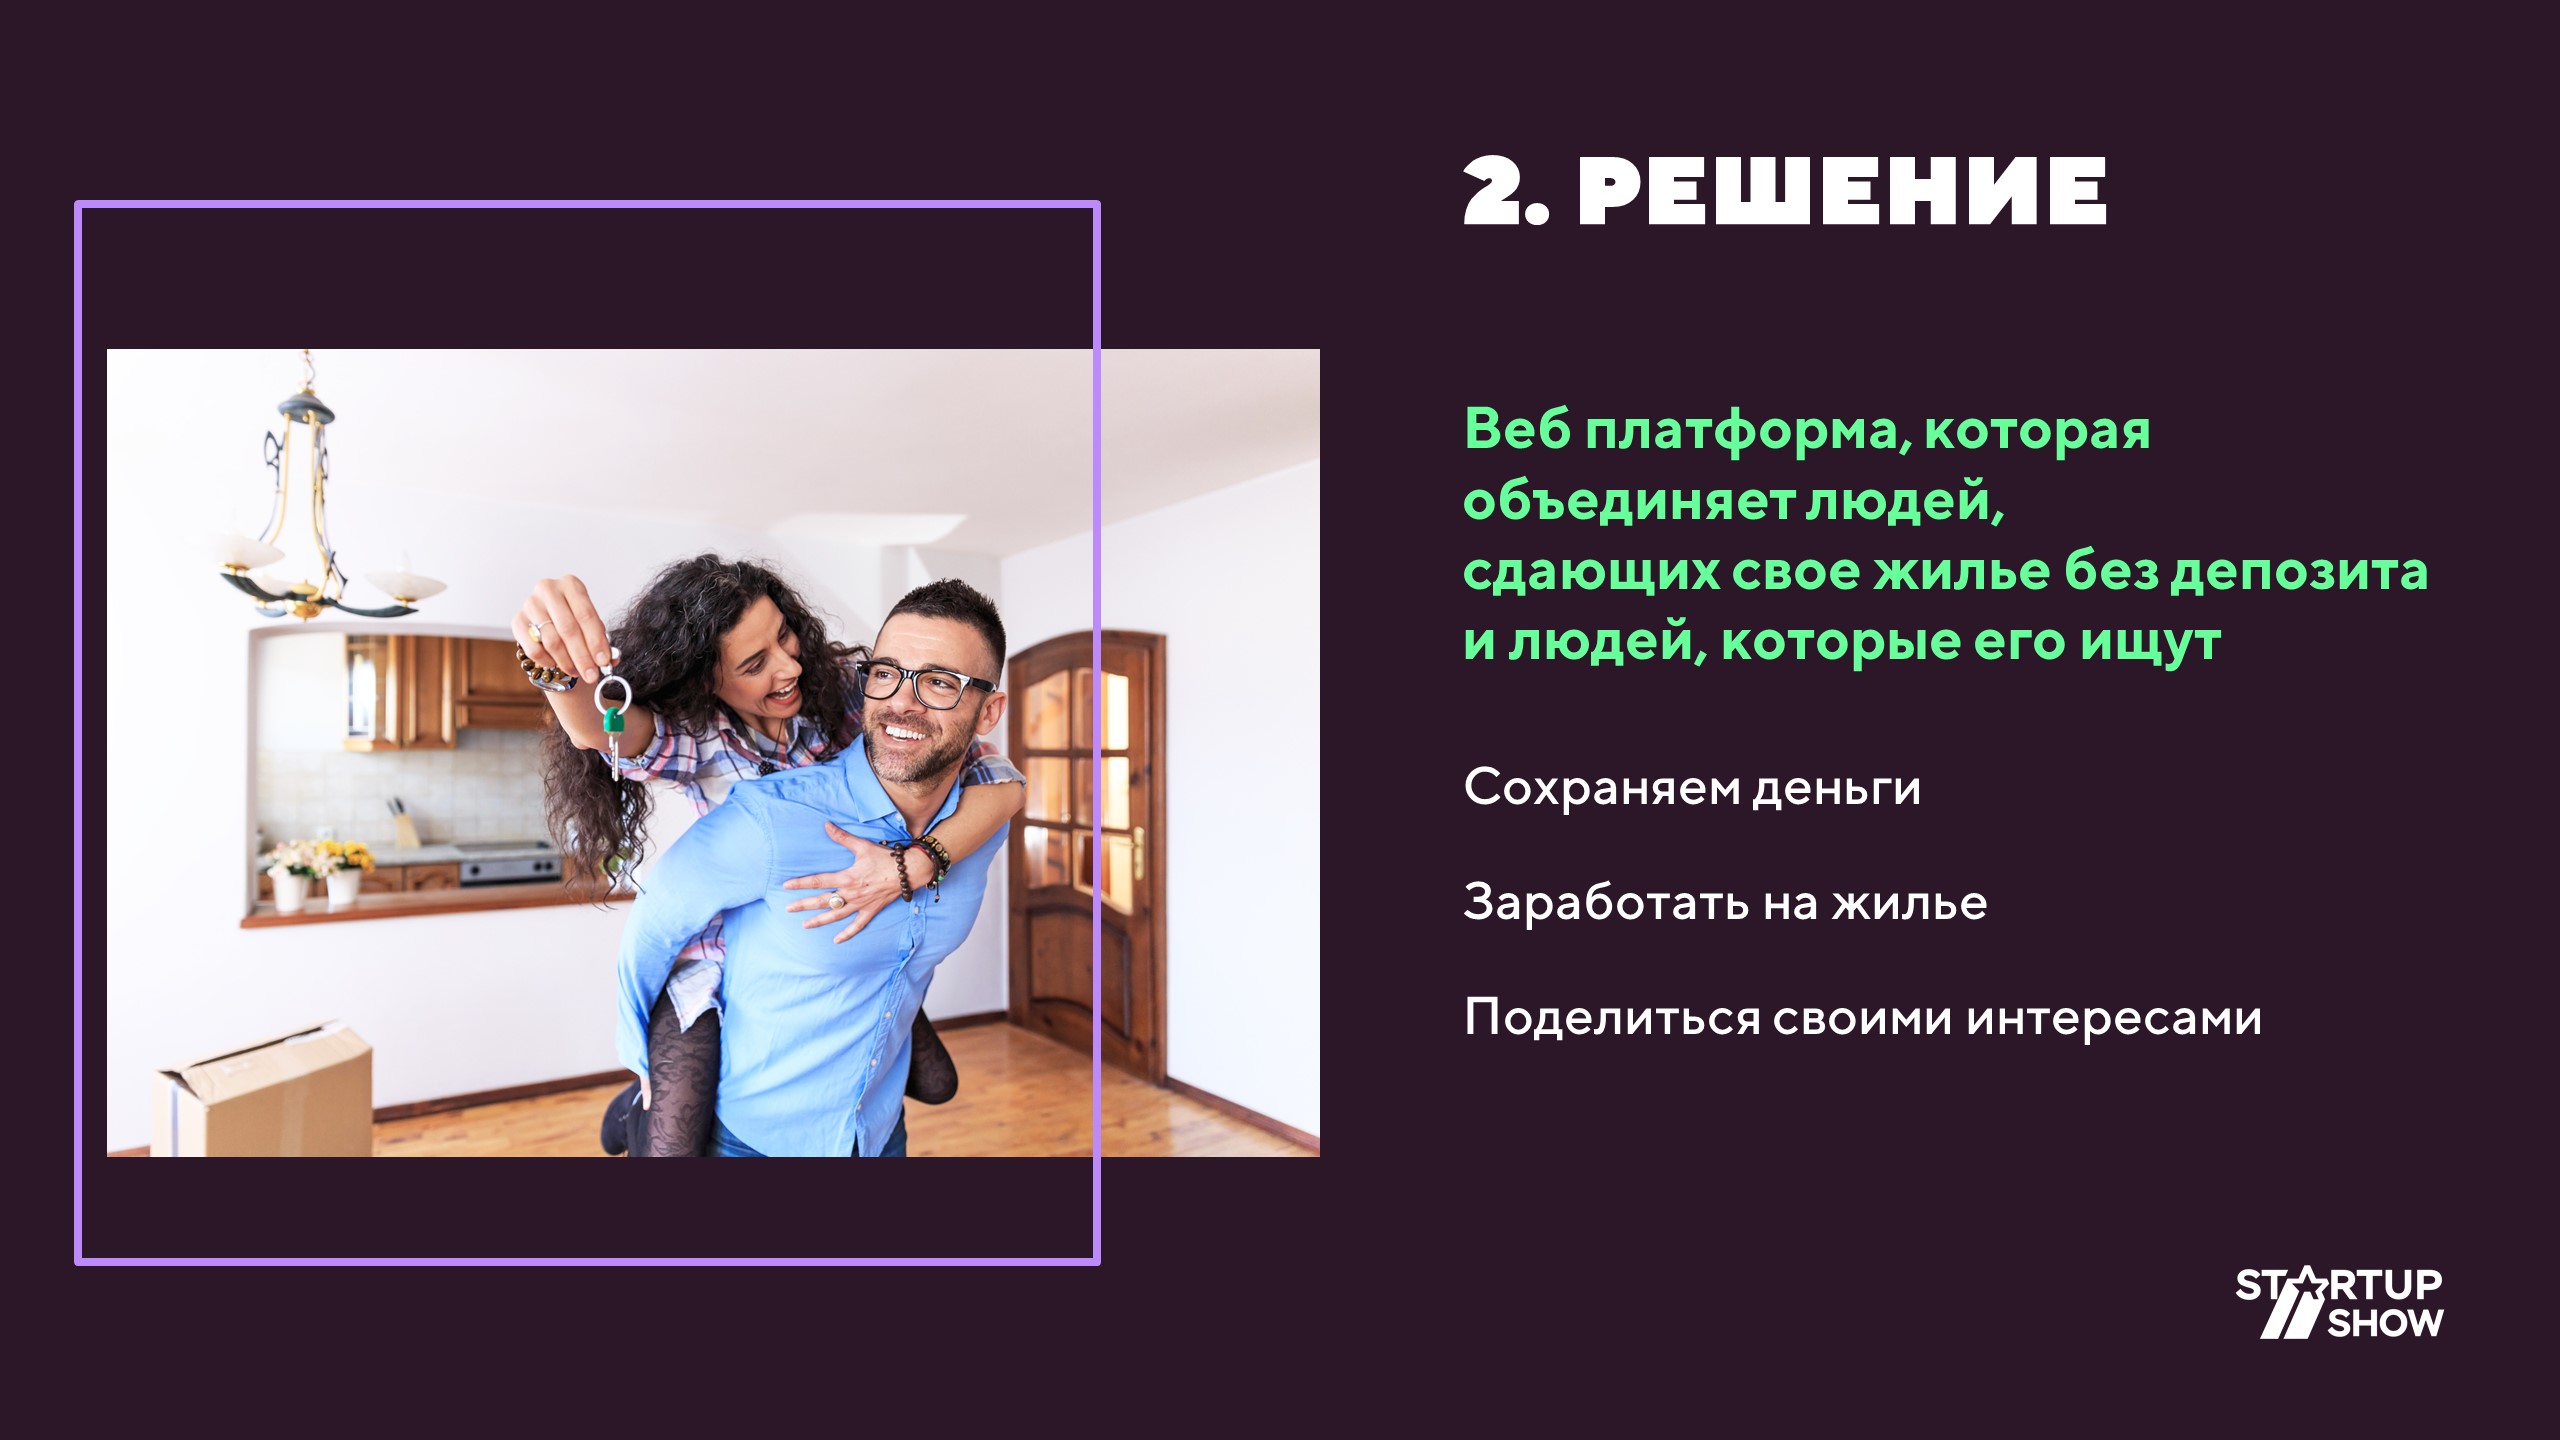 2. РЕШЕНИЕ
Веб платформа, которая
объединяет людей,
сдающих свое жилье без депозита
и людей, которые его ищут
Сохраняем деньги
Заработать на жилье
Поделиться своими интересами
STARTUP
SHOW